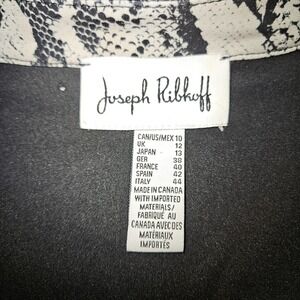 Joseph Ribkoff
CAN/US/MEX 10
UK 12
JAPAN 13
GER 38
FRANCE 40
SPAIN 42
ITALY 44
MADE IN CANADA
WITH IMPORTED
MATERIALS/
FABRIQUÉ AU
CANADA AVEC DES
MATÉRIAUX
IMPORTÉS